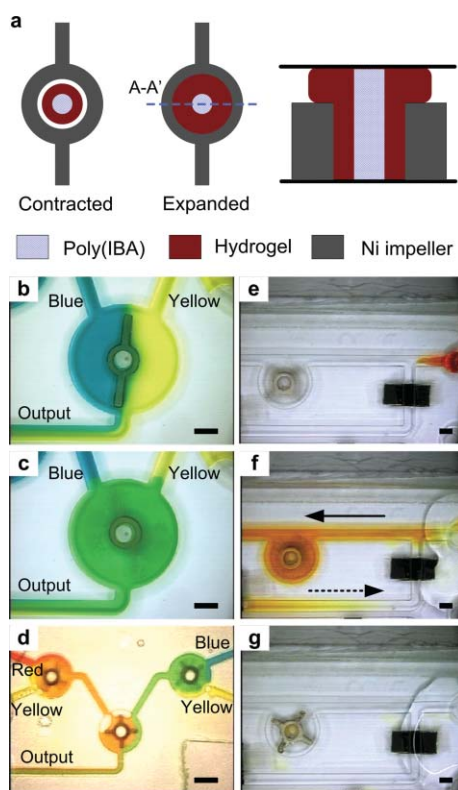 a
A-A'
Contracted
Expanded
Poly(IBA)
Hydrogel
Ni impeller
b
Blue
Yellow
Output
e
c
Blue
Yellow
Output
f
d
Red
Blue
Yellow
Yellow
Output
g